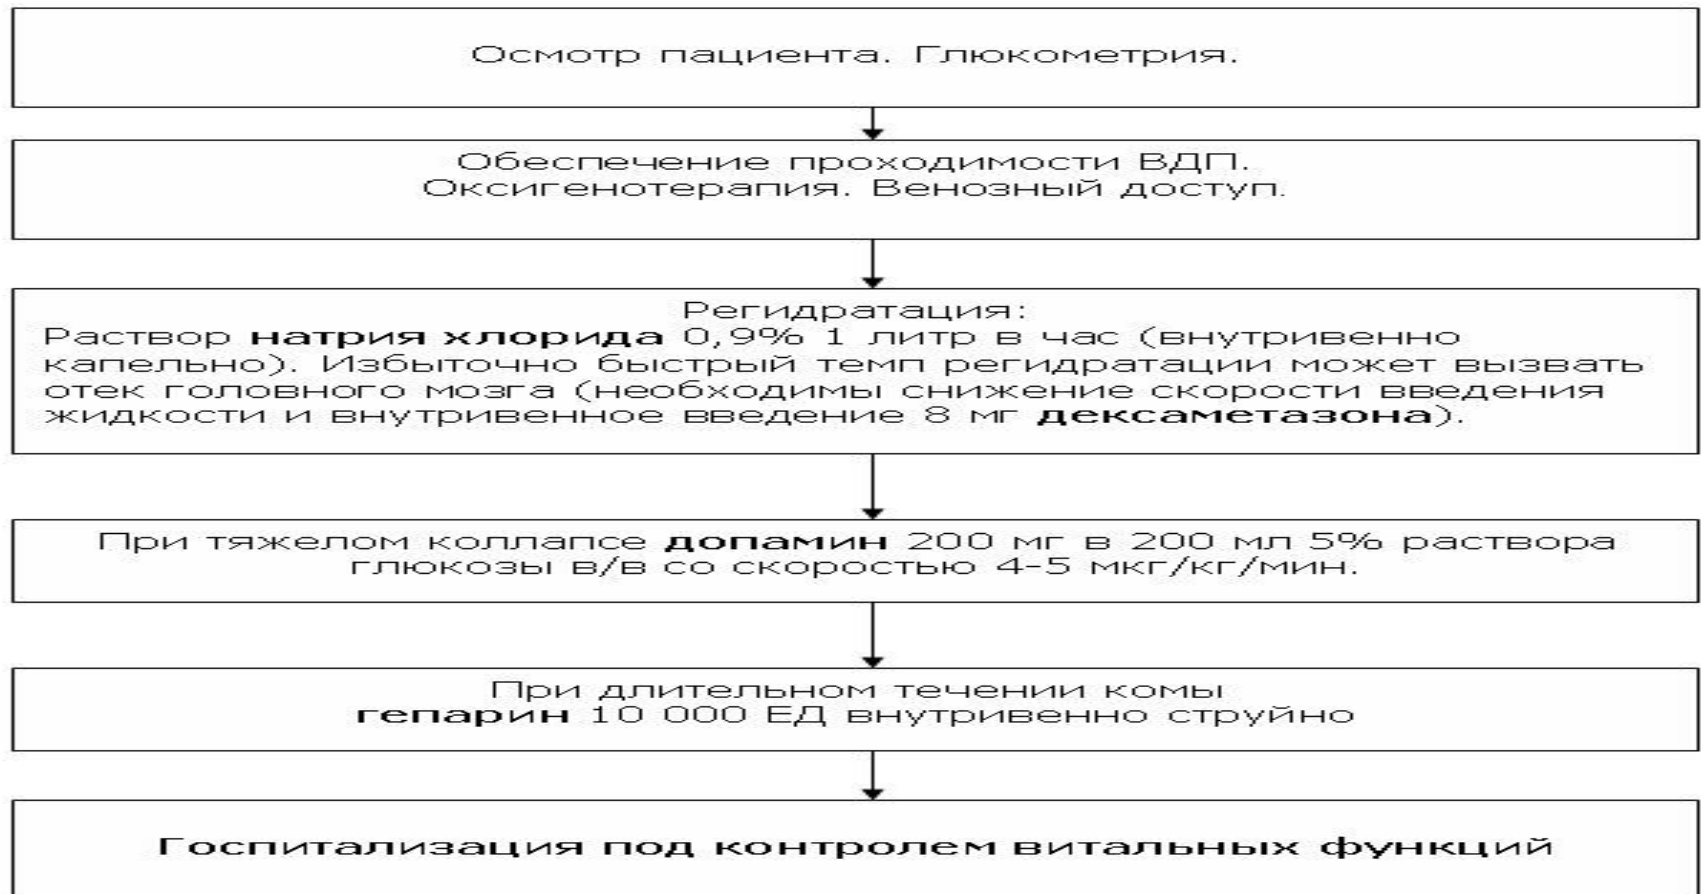 Осмотр пациента. Глюкометрия.
Обеспечение проходимости ВДП.
Оксигенотерапия. Венозный доступ.
Регидратация:
Раствор натрия хлорида 0,9% 1 литр в час (внутривенно
капельно). Избыточно быстрый темп регидратации может вызвать
отек головного мозга (необходимы снижение скорости введения
жидкости и внутривенное введение 8 мг дексаметазона).
При тяжелом коллапсе допамин 200 мг в 200 мл 5% раствора
глюкозы в/в со скоростью 4-5 мкг/кг/мин.
При длительном течении комы
гепарин 10 000 ЕД внутривенно струйно
Госпитализация под контролем витальных функций